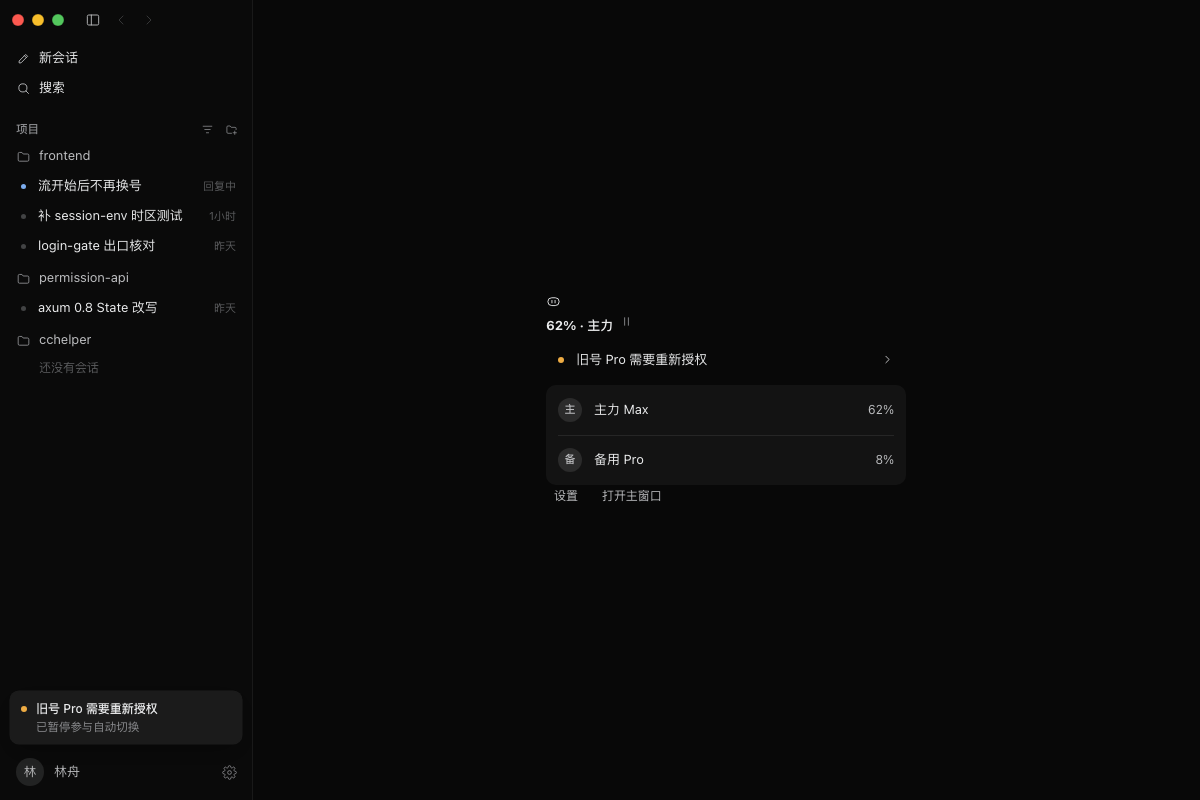 新会话
搜索
项目
frontend
流开始后不再换号 回复中
补 session-env 时区测试 1小时
login-gate 出口核对 昨天
permission-api
axum 0.8 State 改写 昨天
cchelper
还没有会话
旧号 Pro 需要重新授权
已暂停参与自动切换
林 林舟
62% · 主力
旧号 Pro 需要重新授权
主 主力 Max 62%
备 备用 Pro 8%
设置 打开主窗口